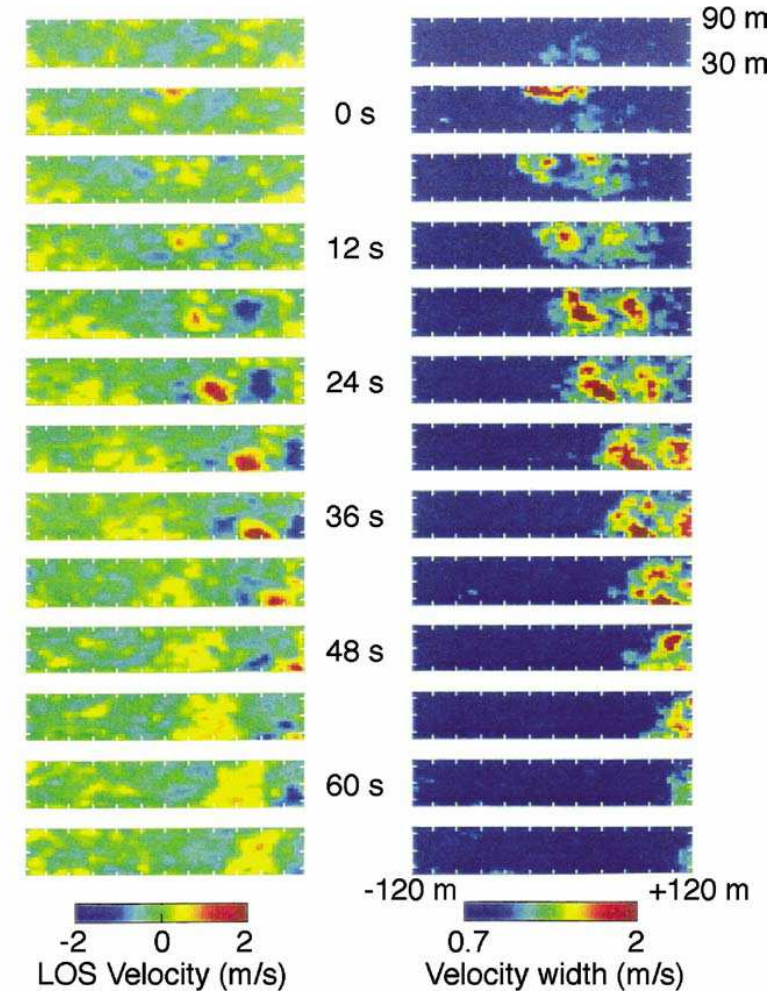 90 m
30 m
0 s
12 s
24 s
36 s
48 s
60 s
-120 m +120 m
-2 0 2
LOS Velocity (m/s)
0.7 2
Velocity width (m/s)